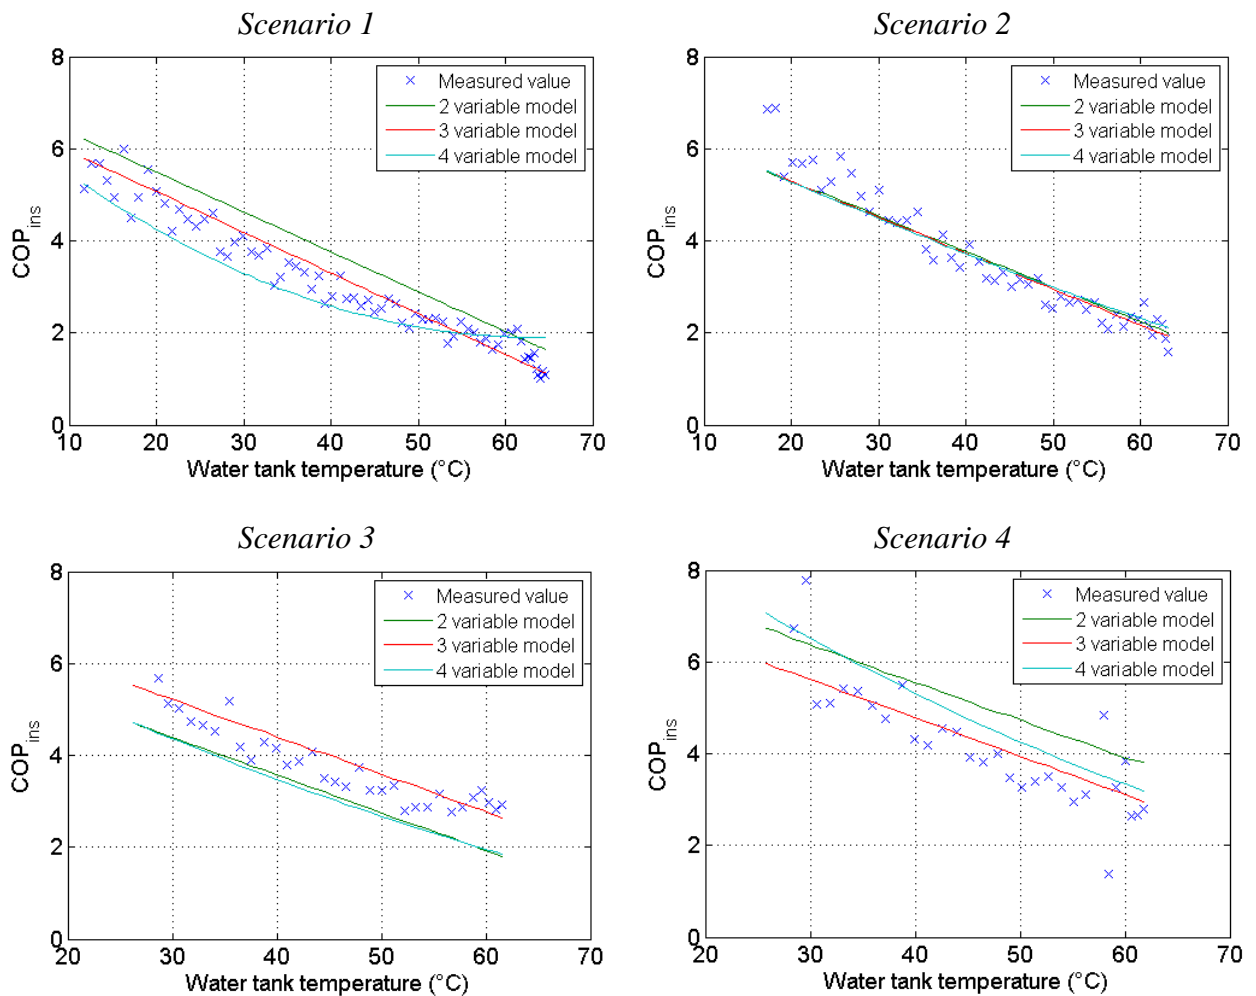 Scenario 1
8
6
4
2
0
COP_ins
Measured value
2 variable model
3 variable model
4 variable model
10 20 30 40 50 60 70
Water tank temperature (°C)
Scenario 2
8
6
4
2
0
COP_ins
Measured value
2 variable model
3 variable model
4 variable model
10 20 30 40 50 60 70
Water tank temperature (°C)
Scenario 3
8
6
4
2
0
COP_ins
Measured value
2 variable model
3 variable model
4 variable model
20 30 40 50 60 70
Water tank temperature (°C)
Scenario 4
8
6
4
2
0
COP_ins
Measured value
2 variable model
3 variable model
4 variable model
20 30 40 50 60 70
Water tank temperature (°C)